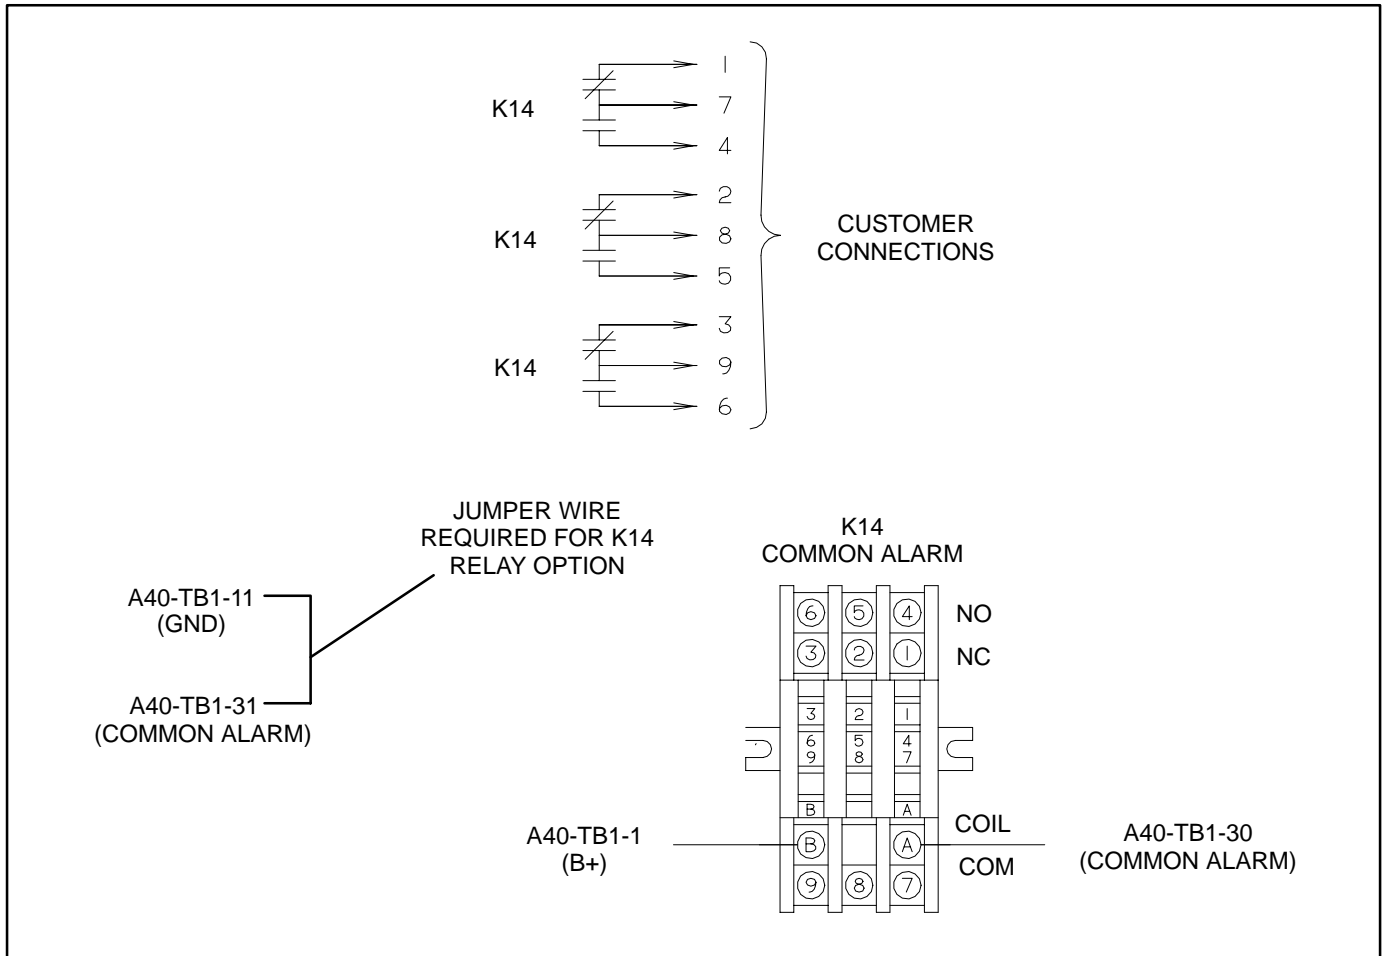 1
K14
7
4
2
K14
8
5
CUSTOMER
CONNECTIONS
3
K14
9
6
JUMPER WIRE
REQUIRED FOR K14
RELAY OPTION
A40-TB1-11
(GND)
A40-TB1-31
(COMMON ALARM)
K14
COMMON ALARM
6 5 4 NO
3 2 1 NC
3 2 1
6 5 4
9 8 7
B A
A40-TB1-1
(B+)
B A COIL
9 8 7 COM
A40-TB1-30
(COMMON ALARM)